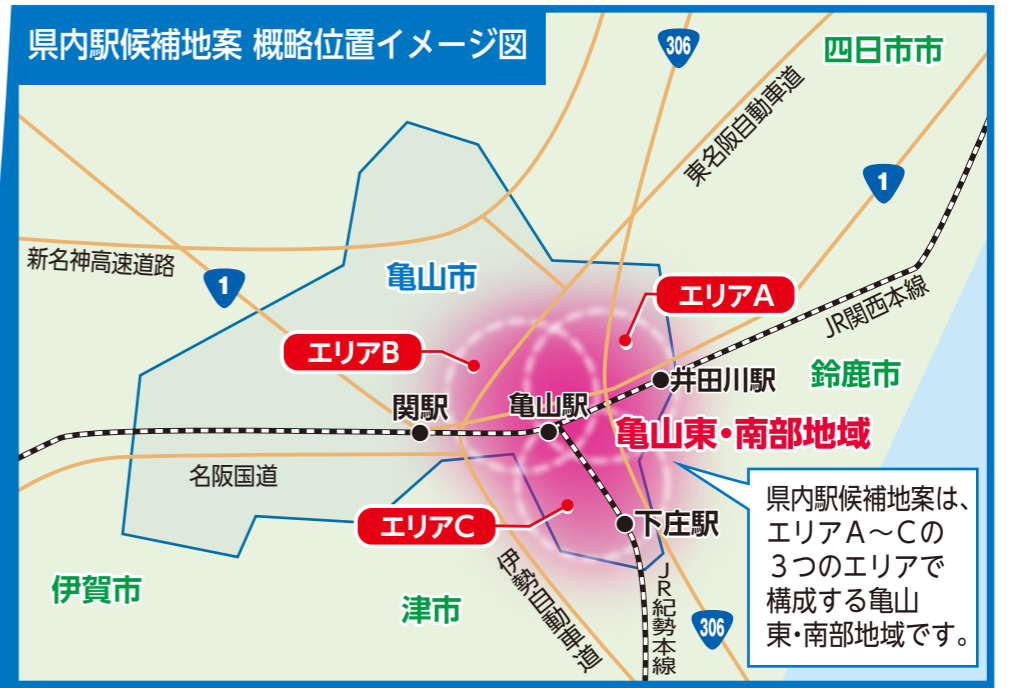 県内駅候補地案 概略位置イメージ図
306
四日市市
東名阪自動車道
1
新名神高速道路
1
亀山市
エリアA
JR関西本線
エリアB
井田川駅
鈴鹿市
関駅
亀山駅
亀山東・南部地域
名阪国道
県内駅候補地案は、
エリアA～Cの
3つのエリアで
構成する亀山
東・南部地域です。
エリアC
下庄駅
伊賀市
津市
伊勢自動車道
JR紀勢本線
306